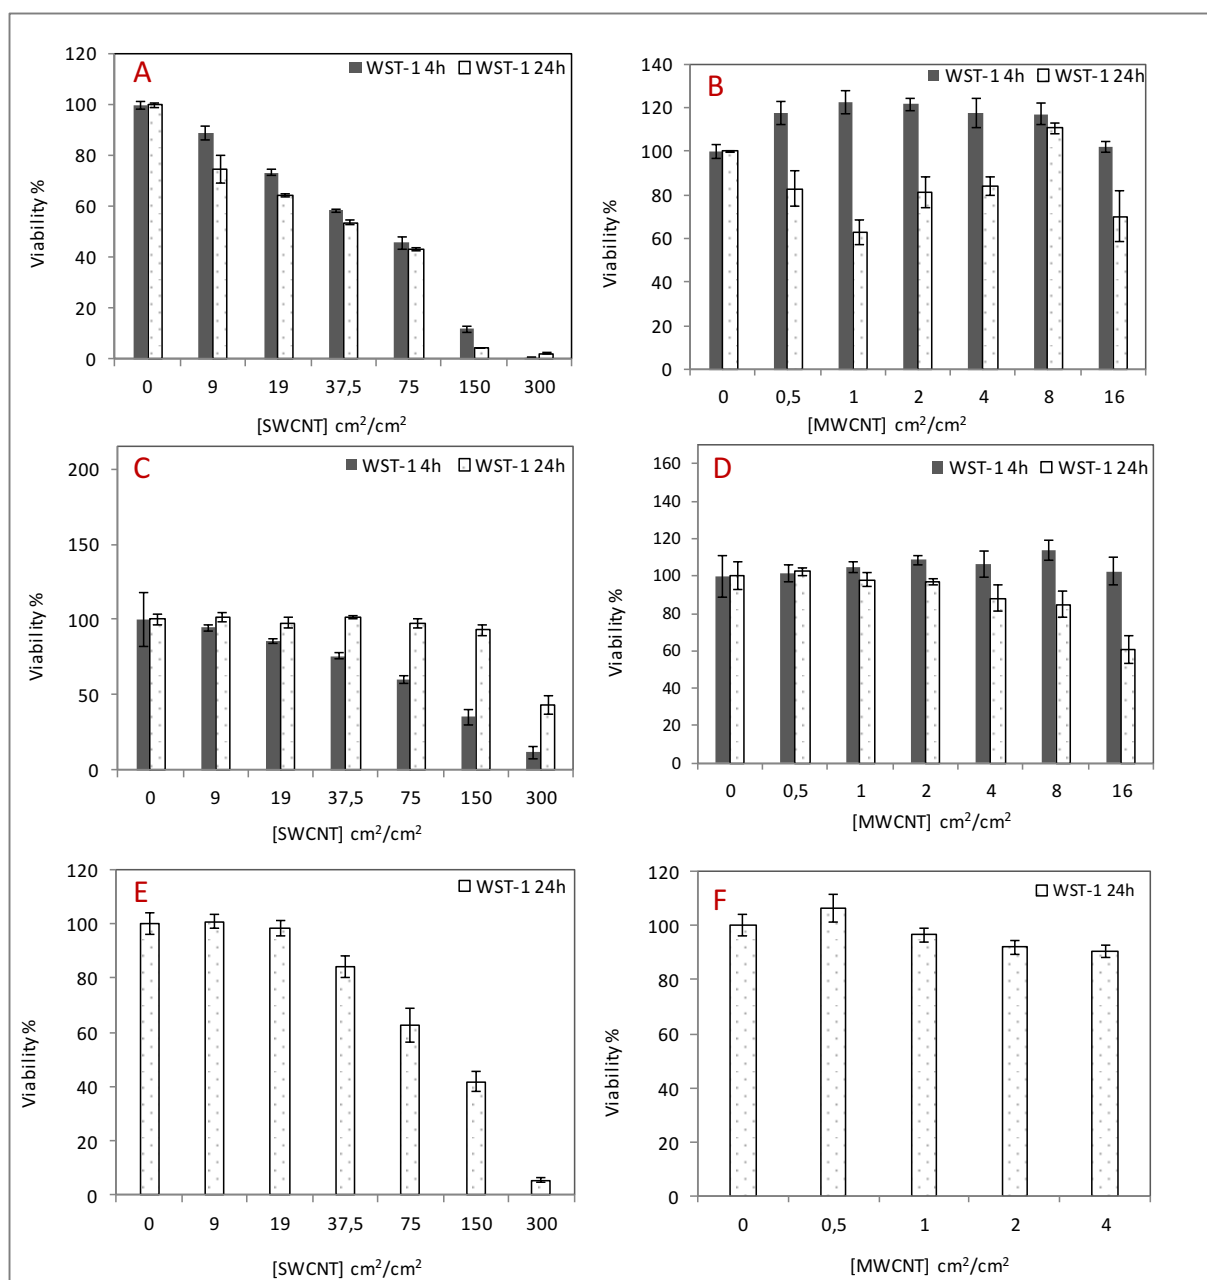 A
WST-1 4h WST-1 24h
120
100
80
60
40
20
0
Viability %
0 9 19 37,5 75 150 300
[SWCNT] cm²/cm²
B
WST-1 4h WST-1 24h
140
120
100
80
60
40
20
0
Viability %
0 0,5 1 2 4 8 16
[MWCNT] cm²/cm²
C
WST-1 4h WST-1 24h
200
150
100
50
0
Viability %
0 9 19 37,5 75 150 300
[SWCNT] cm²/cm²
D
WST-1 4h WST-1 24h
160
140
120
100
80
60
40
20
0
Viability %
0 0,5 1 2 4 8 16
[MWCNT] cm²/cm²
E
WST-1 24h
120
100
80
60
40
20
0
Viability %
0 9 19 37,5 75 150 300
[SWCNT] cm²/cm²
F
WST-1 24h
120
100
80
60
40
20
0
Viability %
0 0,5 1 2 4
[MWCNT] cm²/cm²